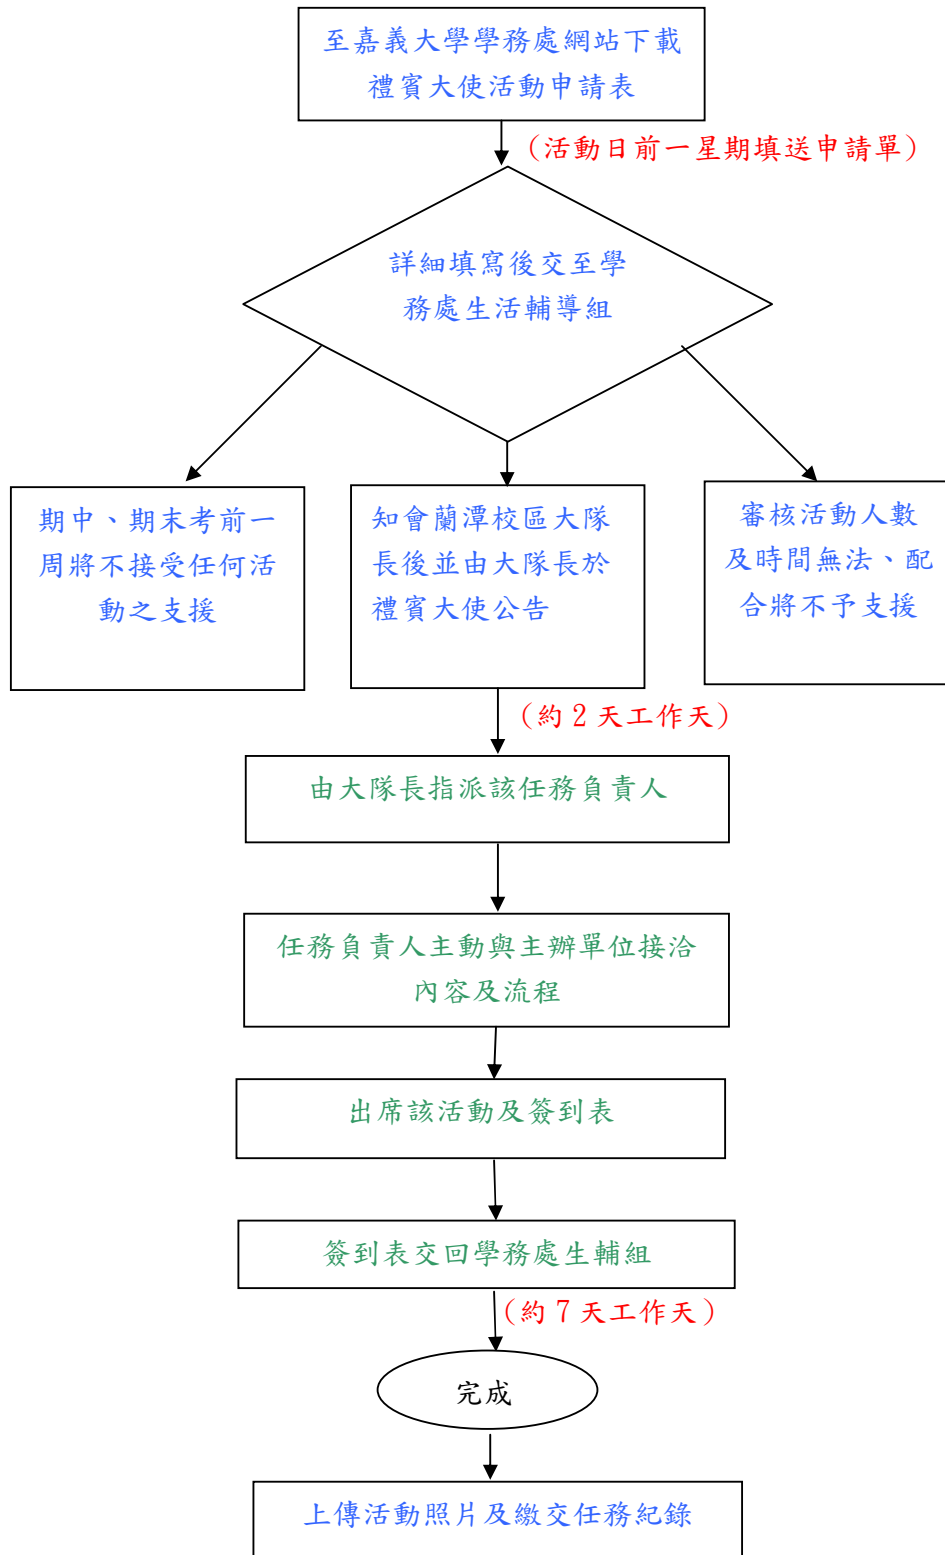 至嘉義大學學務處網站下載
禮賓大使活動申請表
(活動日前一星期填送申請單)
詳細填寫後交至學
務處生活輔導組
期中、期末考前一
周將不接受任何活
動之支援
知會蘭潭校區大隊
長後並由大隊長於
禮賓大使公告
審核活動人數
及時間無法、配
合將不予支援
(約 2 天工作天)
由大隊長指派該任務負責人
任務負責人主動與主辦單位接洽
內容及流程
出席該活動及簽到表
簽到表交回學務處生輔組
(約 7 天工作天)
完成
上傳活動照片及繳交任務紀錄